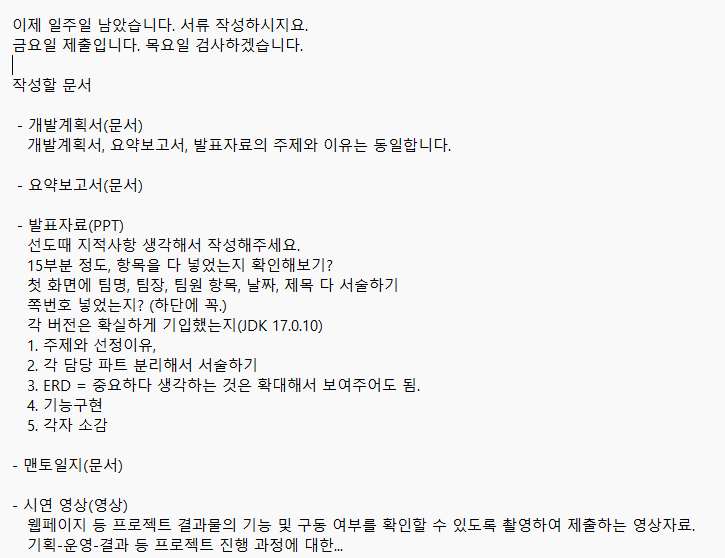 이제 일주일 남았습니다. 서류 작성하시지요.
금요일 제출입니다. 목요일 검사하겠습니다.
작성할 문서
- 개발계획서(문서)
개발계획서, 요약보고서, 발표자료의 주제와 이유는 동일합니다.
- 요약보고서(문서)
- 발표자료(PPT)
선도때 지적사항 생각해서 작성해주세요.
15부분 정도, 항목을 다 넣었는지 확인해보기?
첫 화면에 팀명, 팀장, 팀원 항목, 날짜, 제목 다 서술하기
쪽번호 넣었는지? (하단에 꼭.)
각 버전은 확실하게 기입했는지(JDK 17.0.10)
1. 주제와 선정이유,
2. 각 담당 파트 분리해서 서술하기
3. ERD = 중요하다 생각하는 것은 확대해서 보여주어도 됨.
4. 기능구현
5. 각자 소감
- 맨토일지(문서)
- 시연 영상(영상)
웹페이지 등 프로젝트 결과물의 기능 및 구동 여부를 확인할 수 있도록 촬영하여 제출하는 영상자료.
기획-운영-결과 등 프로젝트 진행 과정에 대한...